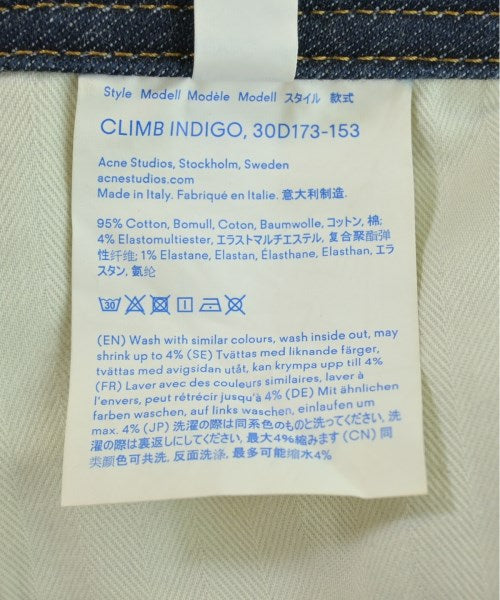 Style Modell Modèle Modell スタイル 款式
CLIMB INDIGO, 30D173-153
Acne Studios, Stockholm, Sweden
acnestudios.com
Made in Italy. Fabriqué en Italie. 意大利制造.
95% Cotton, Bomull, Coton, Baumwolle, コットン, 棉;
4% Elastomultiester, エラストマルチエステル, 复合聚酯弹
性纤维; 1% Elastane, Elastan, Élasthane, Elasthan, エラ
スタン, 氨纶
30
(EN) Wash with similar colours, wash inside out, may
shrink up to 4% (SE) Tvättas med liknande färger,
tvättas med avigsidan utåt, kan krympa upp till 4%
(FR) Laver avec des couleurs similaires, laver à
l'envers, peut rétrécir jusqu'à 4% (DE) Mit ähnlichen
farben waschen, auf links waschen, einlaufen um
max. 4% (JP) 洗濯の際は同系色のものと洗ってください, 洗
濯の際は裏返しにしてください, 最大4%縮みます (CN) 同
类颜色可共洗, 反面洗涤, 最多可能缩水4%